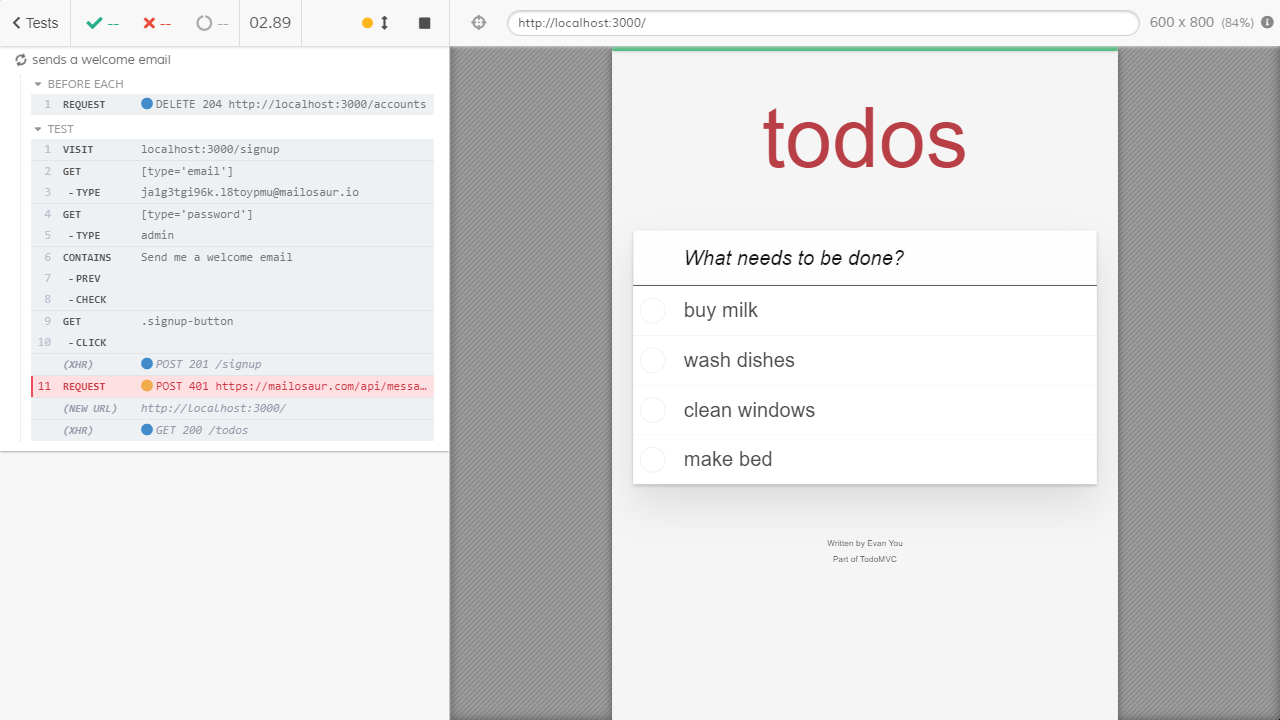 Tests -- -- -- 02.89
http://localhost:3000/ 600 x 800 (84%)
sends a welcome email
BEFORE EACH
1 REQUEST DELETE 204 http://localhost:3000/accounts
TEST
1 VISIT localhost:3000/signup
2 GET [type='email']
3 -TYPE ja1g3tgi96k.l8toypmu@mailosaur.io
4 GET [type='password']
5 -TYPE admin
6 CONTAINS Send me a welcome email
7 -PREV
8 -CHECK
9 GET .signup-button
10 -CLICK
(XHR) POST 201 /signup
11 REQUEST POST 401 https://mailosaur.com/api/messa…
(NEW URL) http://localhost:3000/
(XHR) GET 200 /todos
todos
What needs to be done?
buy milk
wash dishes
clean windows
make bed
Written by Evan You
Part of TodoMVC